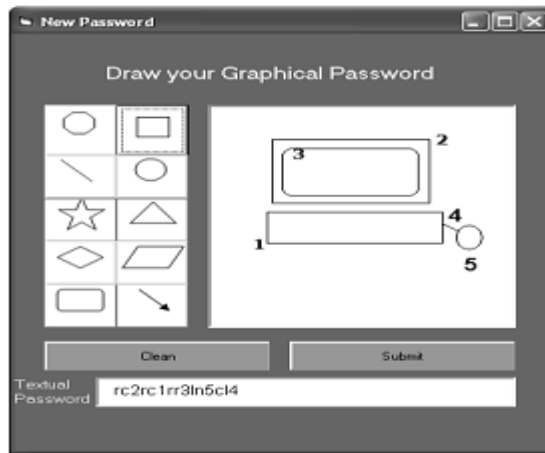 New Password
Draw your Graphical Password
2
3
4
1
5
Clean
Submit
Textual
Password
rc2rc1rr3ln5cl4